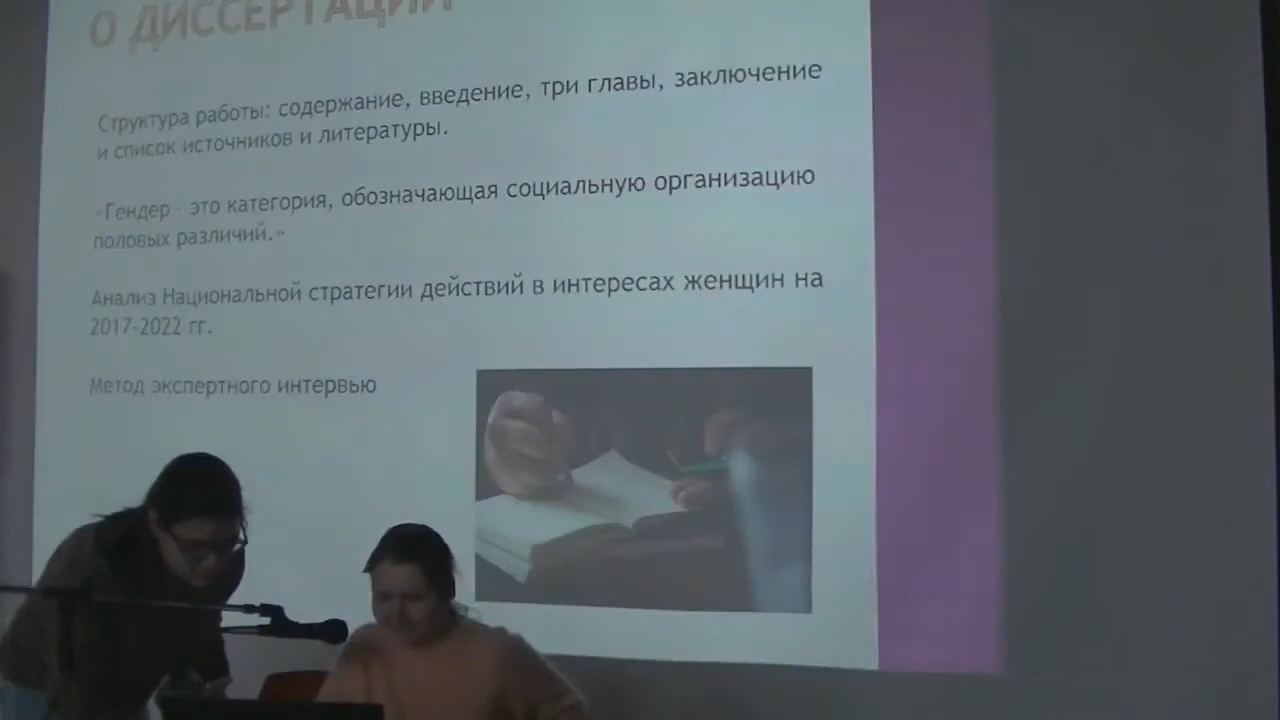 О ДИССЕРТАЦИИ
Структура работы: содержание, введение, три главы, заключение
и список источников и литературы.
«Гендер - это категория, обозначающая социальную организацию
половых различий.»
Анализ Национальной стратегии действий в интересах женщин на
2017-2022 гг.
Метод экспертного интервью